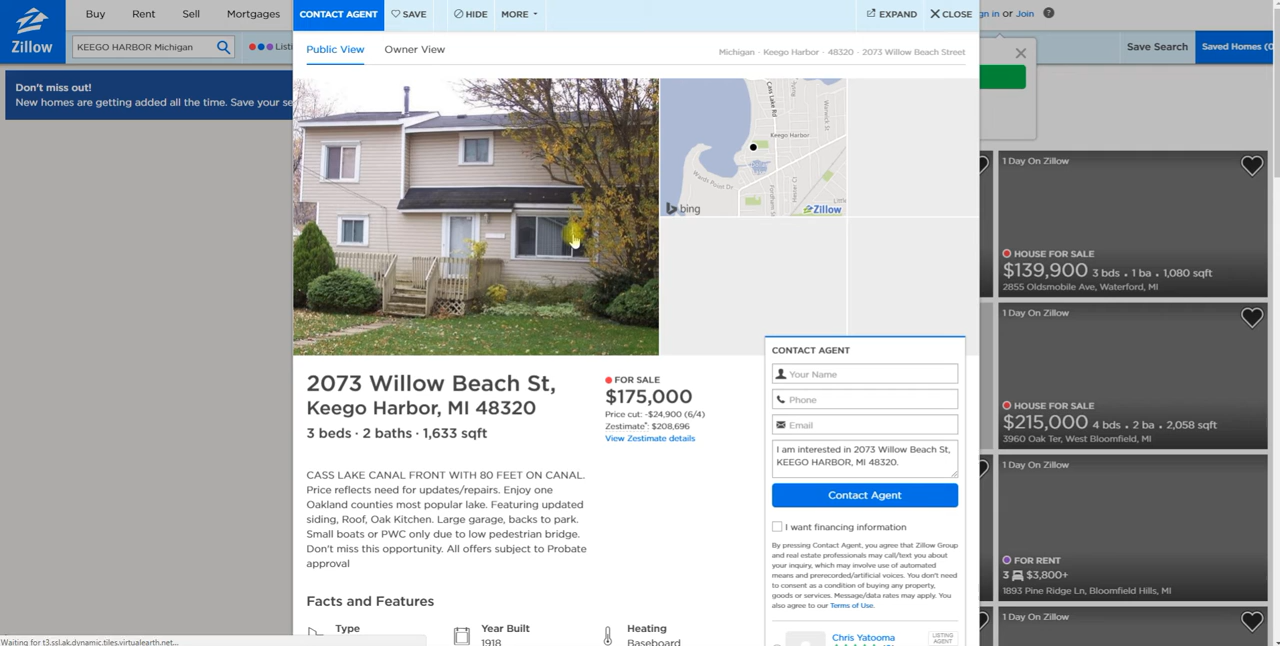 Buy
Rent
Sell
Mortgages
CONTACT AGENT
SAVE
HIDE
MORE
EXPAND
CLOSE
gn in or Join
?
Zillow
KEEGO HARBOR Michigan
Listi
Public View
Owner View
Michigan · Keego Harbor · 48320 · 2073 Willow Beach Street
Save Search
Saved Homes (0
Don't miss out!
New homes are getting added all the time. Save your se
Cass Lake Rd
Keego Harbor
Wards Point Dr
bing
Zillow
1 Day On Zillow
HOUSE FOR SALE
$139,900 3 bds · 1 ba · 1,080 sqft
2855 Oldsmobile Ave, Waterford, MI
1 Day On Zillow
HOUSE FOR SALE
$215,000 4 bds · 2 ba · 2,058 sqft
3960 Oak Ter, West Bloomfield, MI
1 Day On Zillow
FOR RENT
3 $3,800+
1893 Pine Ridge Ln, Bloomfield Hills, MI
2073 Willow Beach St,
Keego Harbor, MI 48320
3 beds · 2 baths · 1,633 sqft
FOR SALE
$175,000
Price cut: -$24,900 (6/4)
Zestimate®: $208,696
View Zestimate details
CASS LAKE CANAL FRONT WITH 80 FEET ON CANAL.
Price reflects need for updates/repairs. Enjoy one
Oakland counties most popular lake. Featuring updated
siding, Roof, Oak Kitchen. Large garage, backs to park.
Small boats or PWC only due to low pedestrian bridge.
Don't miss this opportunity. All offers subject to Probate
approval
Facts and Features
Type
Year Built
1918
Heating
Baseboard
CONTACT AGENT
Your Name
Phone
Email
I am interested in 2073 Willow Beach St,
KEEGO HARBOR, MI 48320.
Contact Agent
I want financing information
By pressing Contact Agent, you agree that Zillow Group
and real estate professionals may call/text you about
your inquiry, which may involve use of automated
means and prerecorded/artificial voices. You don't need
to consent as a condition of buying any property,
goods or services. Message/data rates may apply. You
also agree to our Terms of Use.
Chris Yatooma
LISTING
AGENT
Waiting for t3.ssl.ak.dynamic.tiles.virtualearth.net...